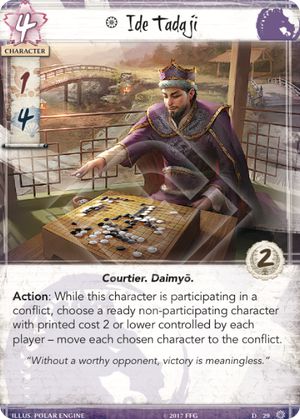 4
Ide Tadaji
CHARACTER
1
4
2
Courtier. Daimyō.
Action: While this character is participating in a
conflict, choose a ready non-participating character
with printed cost 2 or lower controlled by each
player – move each chosen character to the conflict.
“Without a worthy opponent, victory is meaningless.”
ILLUS. POLAR ENGINE © 2017 FFG D 29